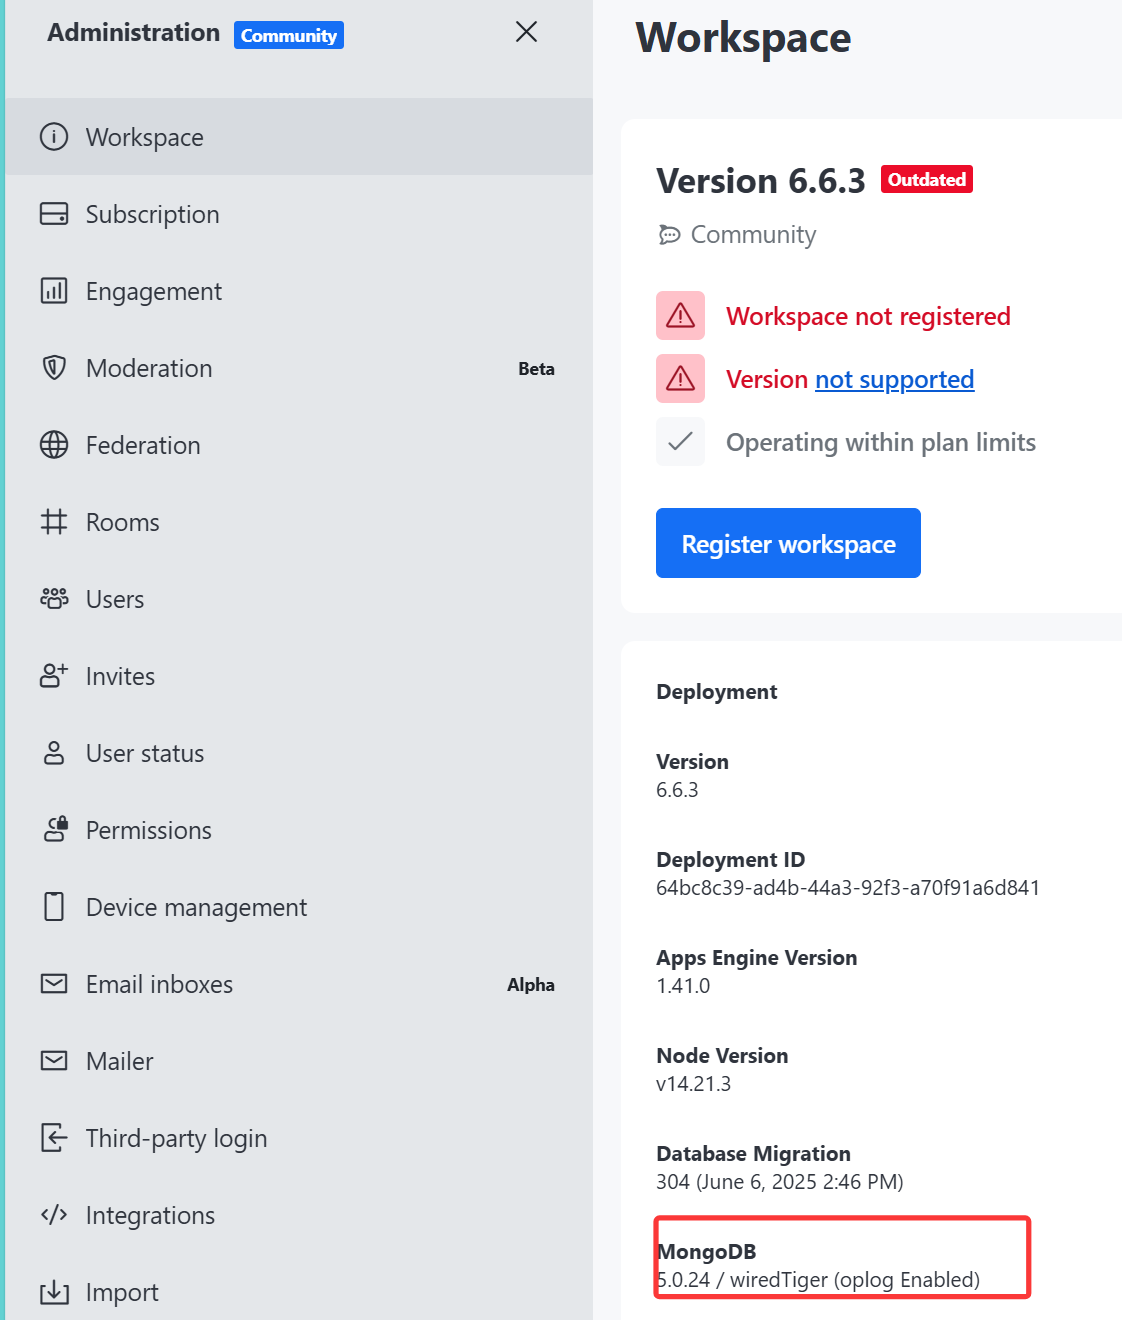 Administration Community
Workspace
Subscription
Engagement
Moderation Beta
Federation
Rooms
Users
Invites
User status
Permissions
Device management
Email inboxes Alpha
Mailer
Third-party login
Integrations
Import
Workspace
Version 6.6.3 Outdated
Community
Workspace not registered
Version not supported
Operating within plan limits
Register workspace
Deployment
Version
6.6.3
Deployment ID
64bc8c39-ad4b-44a3-92f3-a70f91a6d841
Apps Engine Version
1.41.0
Node Version
v14.21.3
Database Migration
304 (June 6, 2025 2:46 PM)
MongoDB
5.0.24 / wiredTiger (oplog Enabled)